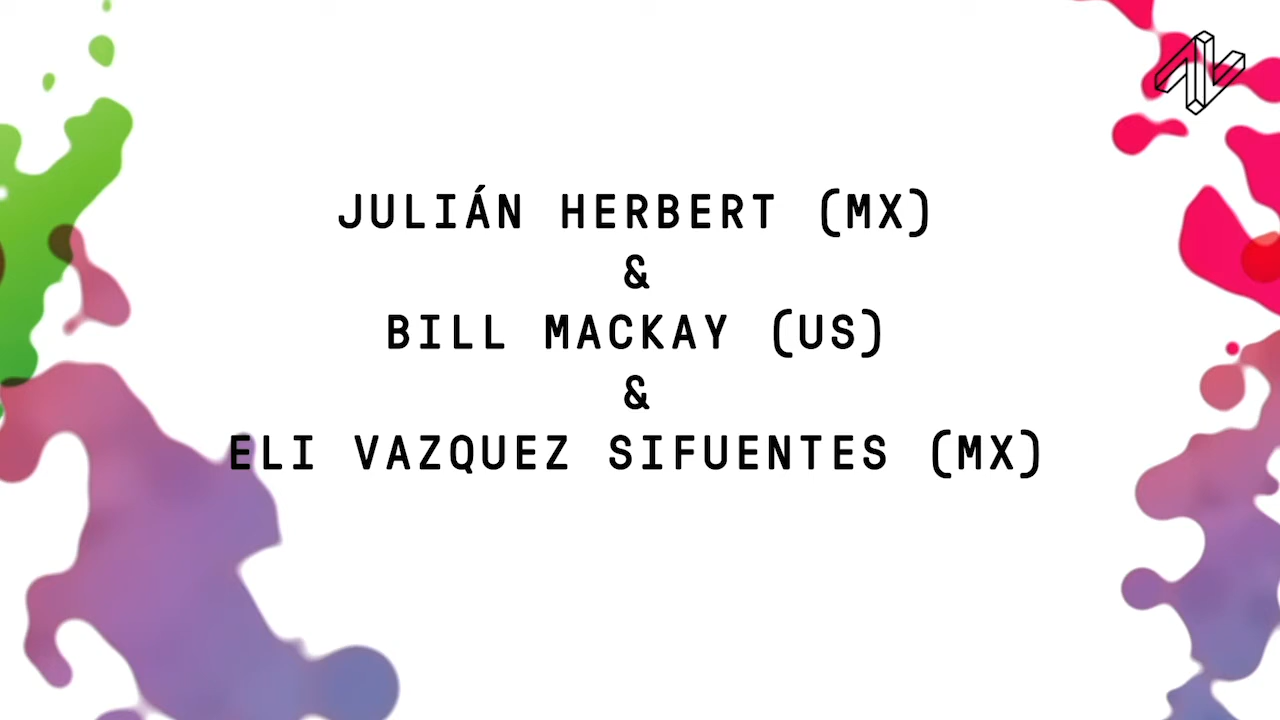 JULIÁN HERBERT (MX)
&
BILL MACKAY (US)
&
ELI VAZQUEZ SIFUENTES (MX)